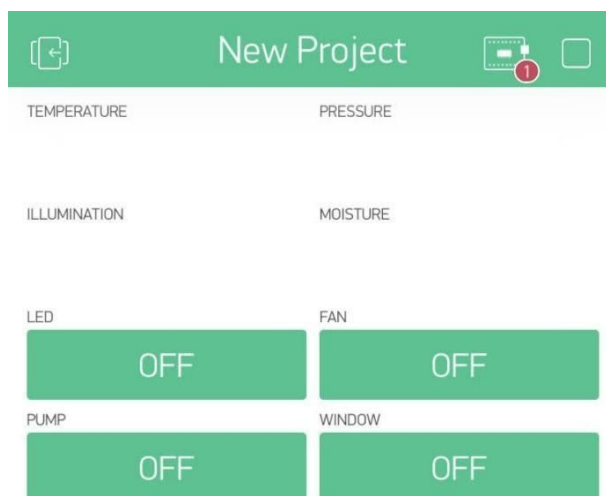 New Project
1
TEMPERATURE PRESSURE
ILLUMINATION MOISTURE
LED FAN
OFF OFF
PUMP WINDOW
OFF OFF